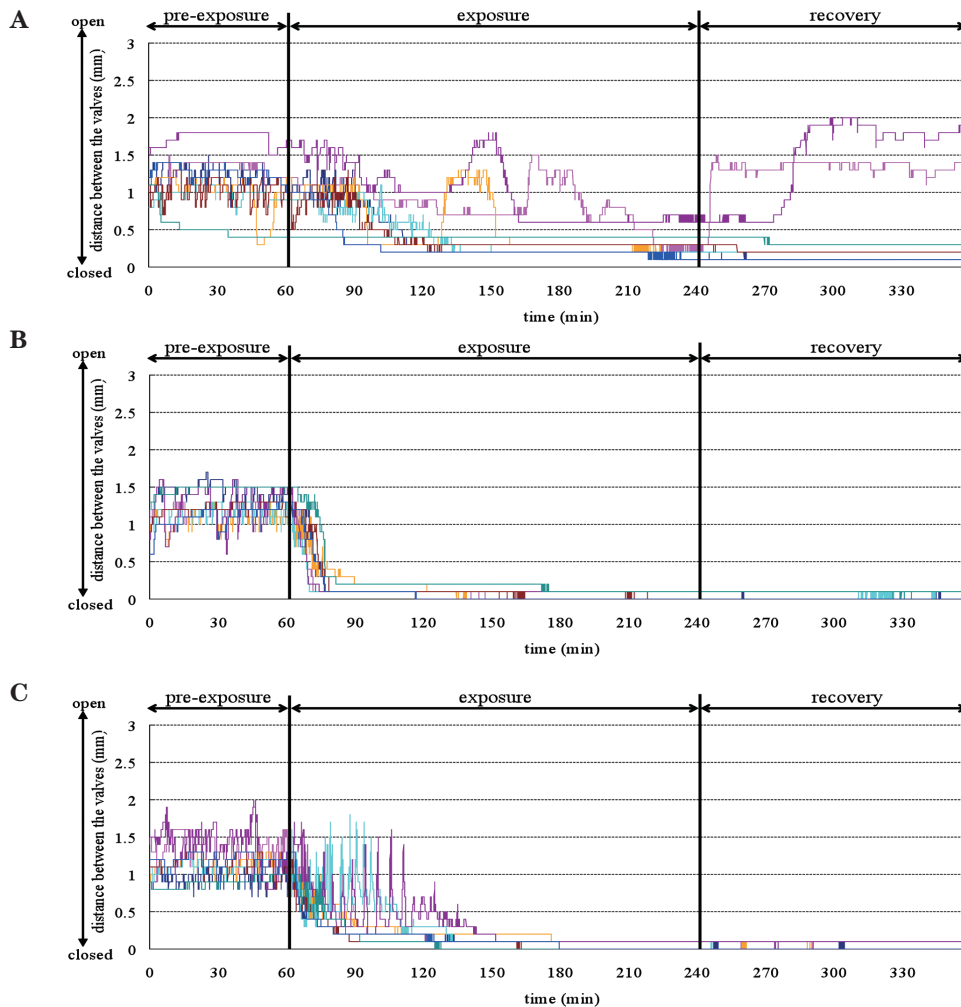 A
open
pre-exposure
exposure
recovery
distance between the valves (mm)
3
2.5
2
1.5
1
0.5
0
closed
0 30 60 90 120 150 180 210 240 270 300 330
time (min)
B
open
pre-exposure
exposure
recovery
distance between the valves (mm)
3
2.5
2
1.5
1
0.5
0
closed
0 30 60 90 120 150 180 210 240 270 300 330
time (min)
C
open
pre-exposure
exposure
recovery
distance between the valves (mm)
3
2.5
2
1.5
1
0.5
0
closed
0 30 60 90 120 150 180 210 240 270 300 330
time (min)